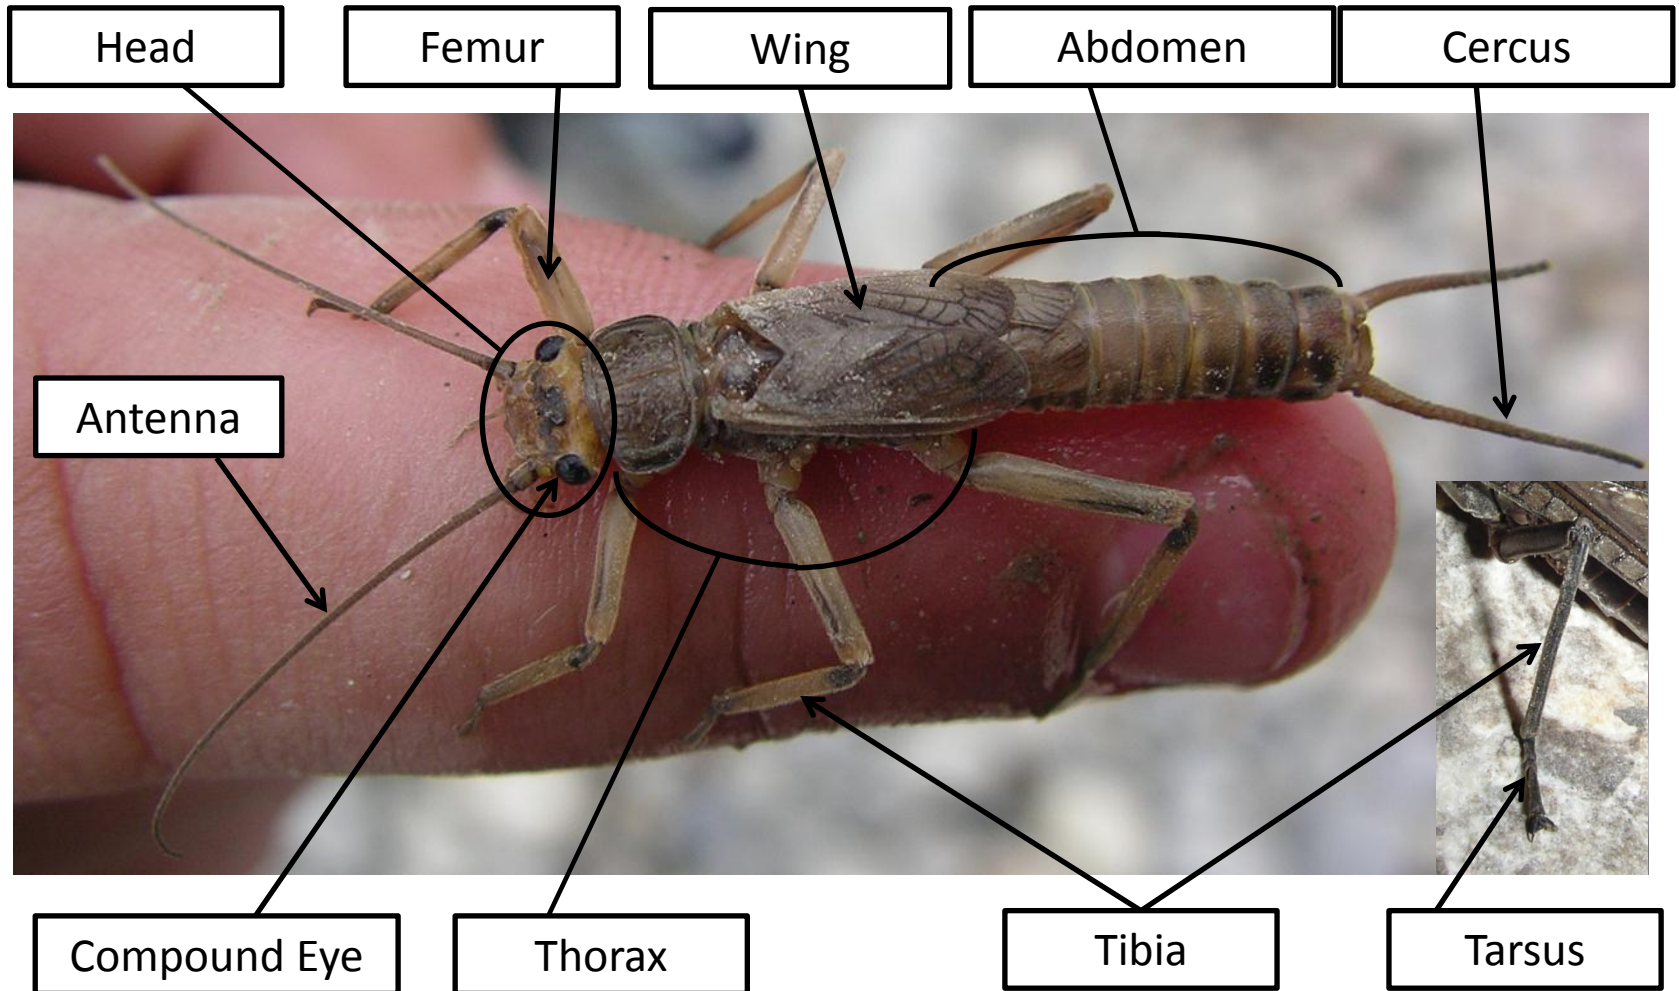 Head
Femur
Wing
Abdomen
Cercus
Antenna
Compound Eye
Thorax
Tibia
Tarsus